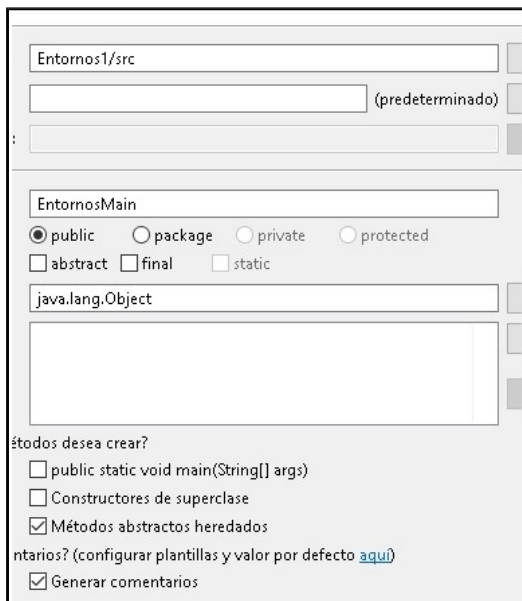 Entornos1/src
(predeterminado)
:
EntornosMain
public package private protected
abstract final static
java.lang.Object
étodos desea crear?
public static void main(String[] args)
Constructores de superclase
Métodos abstractos heredados
ntarios? (configurar plantillas y valor por defecto aquí)
Generar comentarios